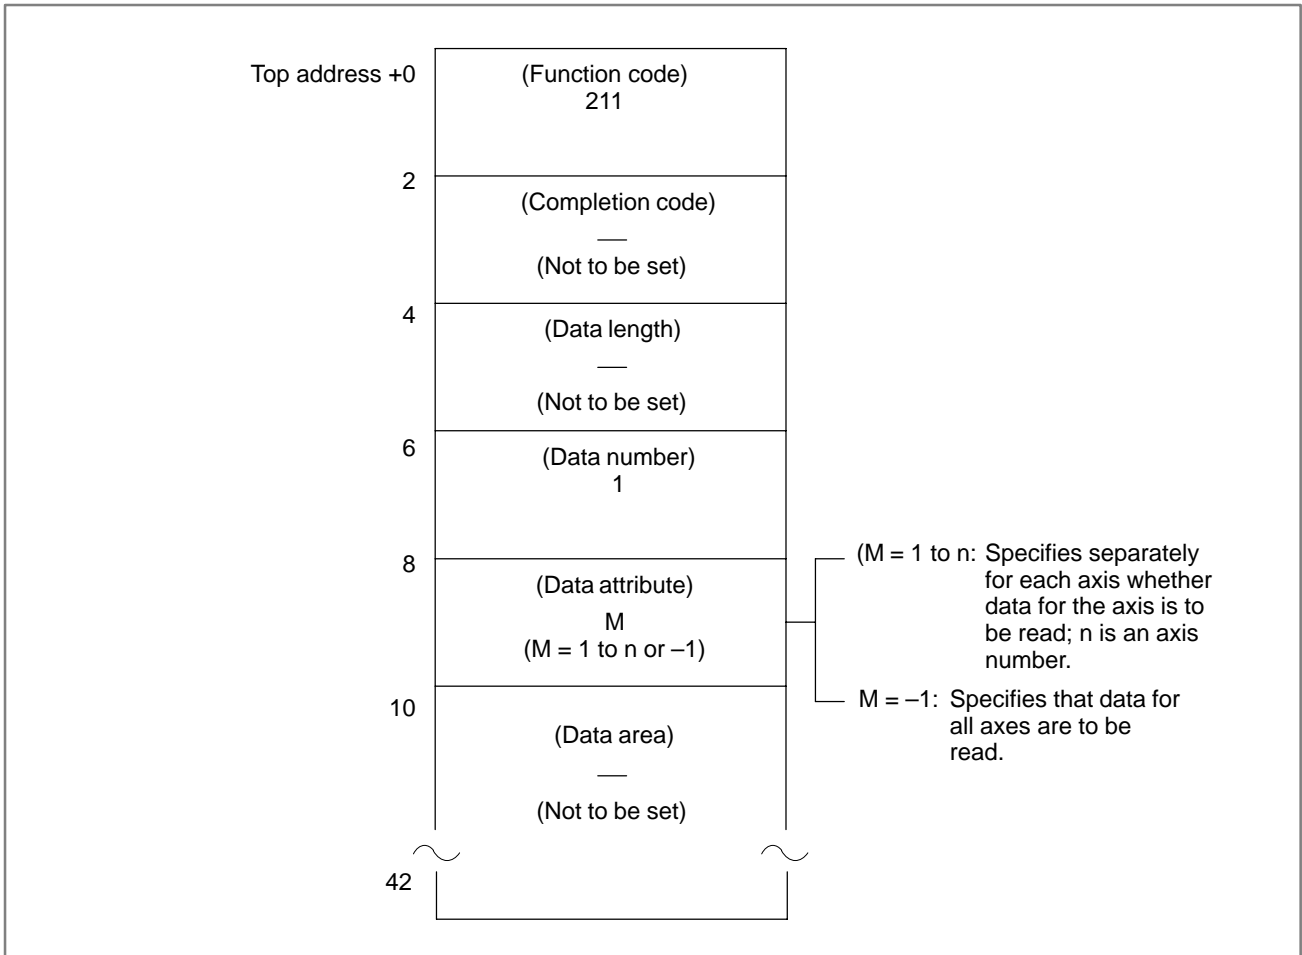 Top address +0
(Function code)
211
2
(Completion code)
—
(Not to be set)
4
(Data length)
—
(Not to be set)
6
(Data number)
1
8
(Data attribute)
M
(M = 1 to n or –1)
(M = 1 to n: Specifies separately
for each axis whether
data for the axis is to
be read; n is an axis
number.
M = –1: Specifies that data for
all axes are to be
read.
10
(Data area)
—
(Not to be set)
42